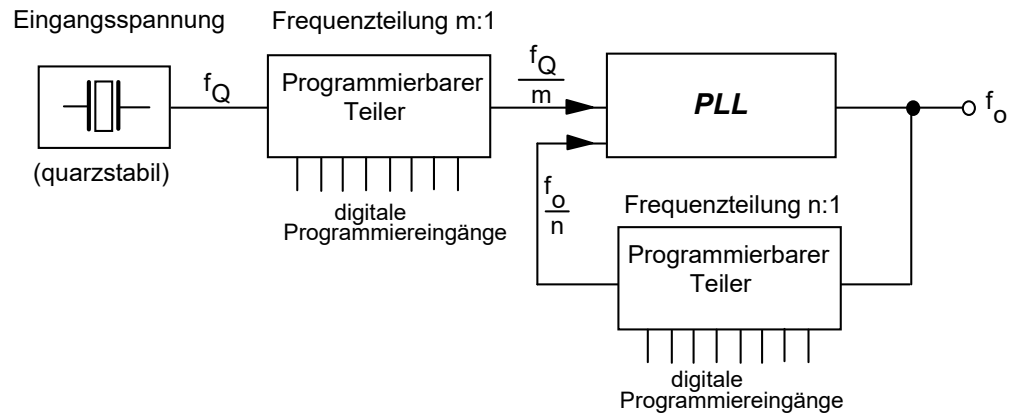 Eingangsspannung
Frequenzteilung m:1
f_Q
Programmierbarer
Teiler
f_Q
m
PLL
f_o
(quarzstabil)
digitale
Programmiereingänge
f_o
n
Frequenzteilung n:1
Programmierbarer
Teiler
digitale
Programmiereingänge